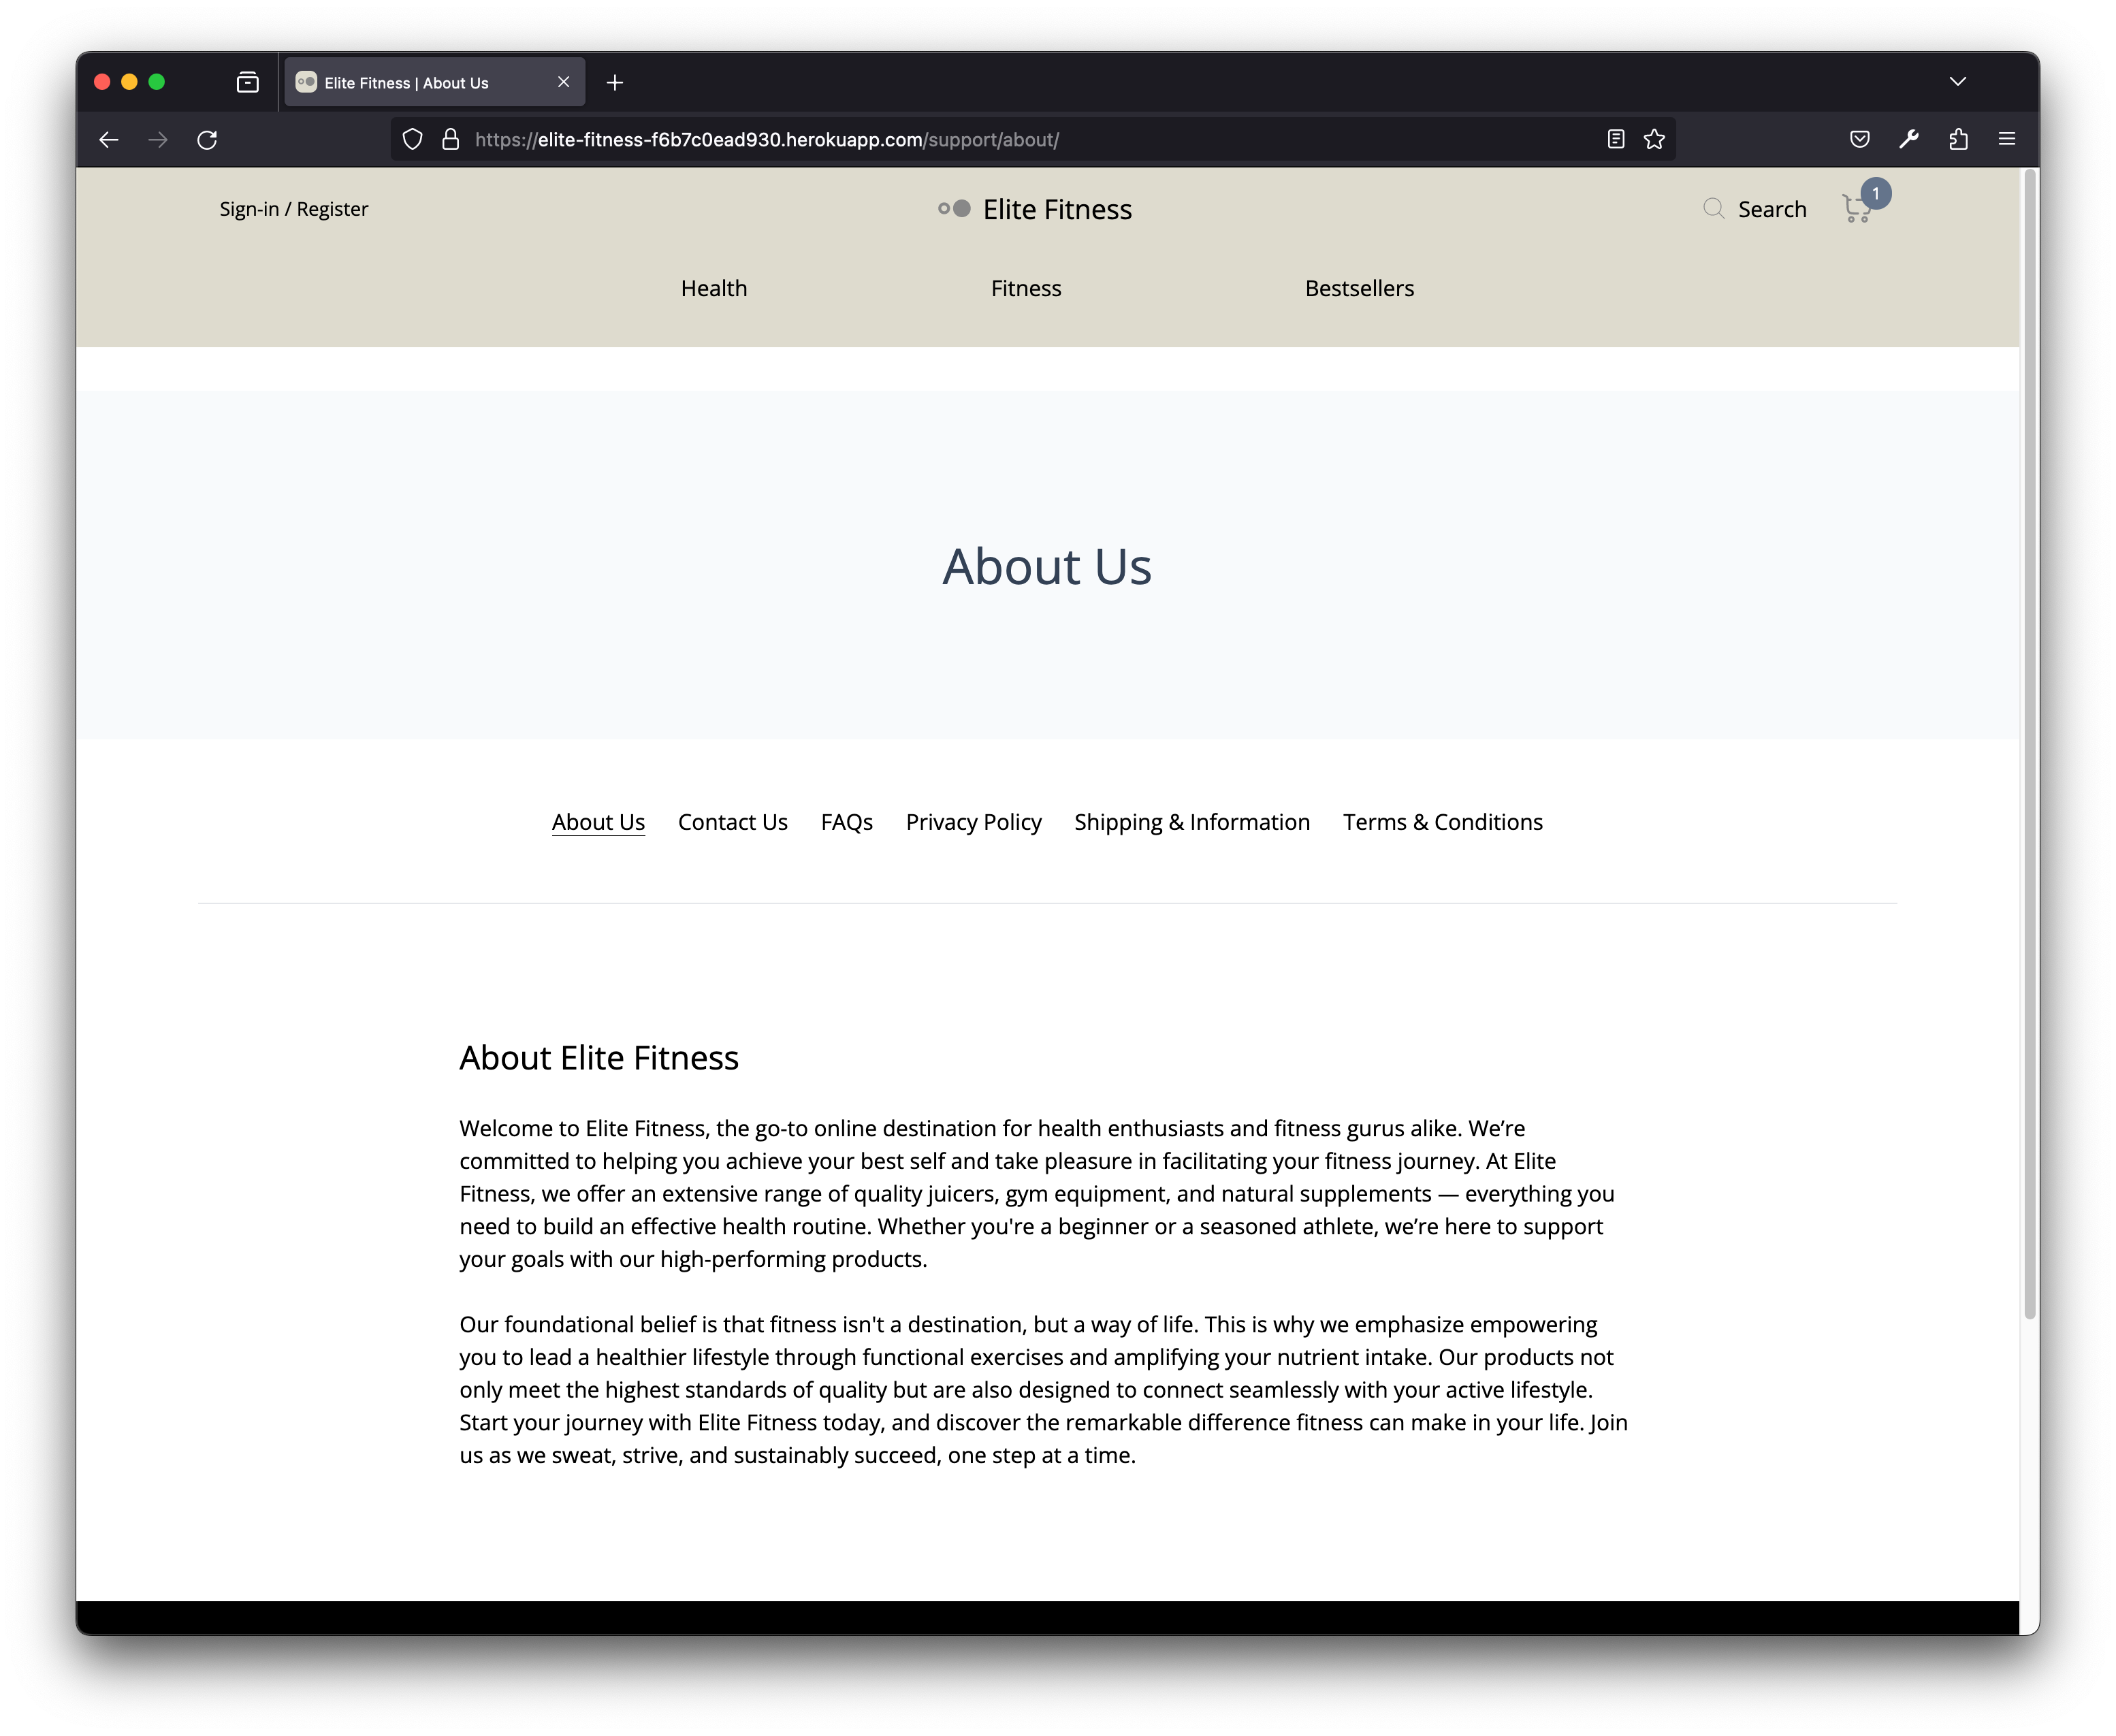 Elite Fitness | About Us
https://elite-fitness-f6b7c0ead930.herokuapp.com/support/about/
Sign-in / Register
Elite Fitness
Search
1
Health
Fitness
Bestsellers
About Us
About Us
Contact Us
FAQs
Privacy Policy
Shipping & Information
Terms & Conditions
About Elite Fitness
Welcome to Elite Fitness, the go-to online destination for health enthusiasts and fitness gurus alike. We’re
committed to helping you achieve your best self and take pleasure in facilitating your fitness journey. At Elite
Fitness, we offer an extensive range of quality juicers, gym equipment, and natural supplements — everything you
need to build an effective health routine. Whether you're a beginner or a seasoned athlete, we’re here to support
your goals with our high-performing products.
Our foundational belief is that fitness isn't a destination, but a way of life. This is why we emphasize empowering
you to lead a healthier lifestyle through functional exercises and amplifying your nutrient intake. Our products not
only meet the highest standards of quality but are also designed to connect seamlessly with your active lifestyle.
Start your journey with Elite Fitness today, and discover the remarkable difference fitness can make in your life. Join
us as we sweat, strive, and sustainably succeed, one step at a time.